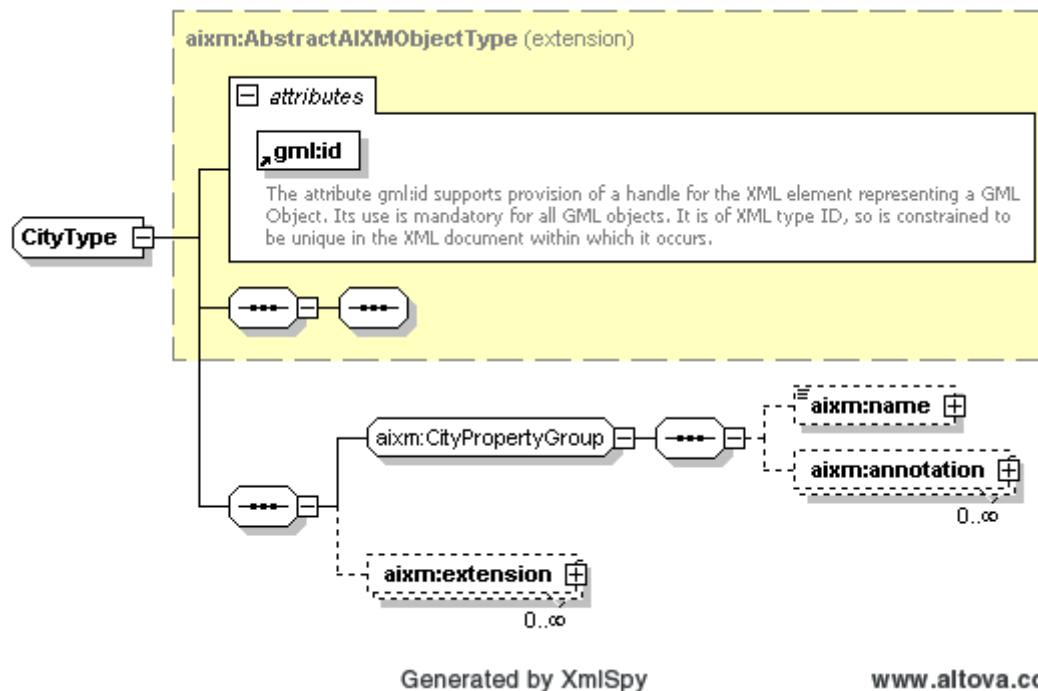 aixm:AbstractAIXMObjectType (extension)
attributes
gml:id
The attribute gml:id supports provision of a handle for the XML element representing a GML
Object. Its use is mandatory for all GML objects. It is of XML type ID, so is constrained to
be unique in the XML document within which it occurs.
CityType
aixm:name
aixm:CityPropertyGroup
aixm:annotation
0..∞
aixm:extension
0..∞
Generated by XmlSpy www.altova.co